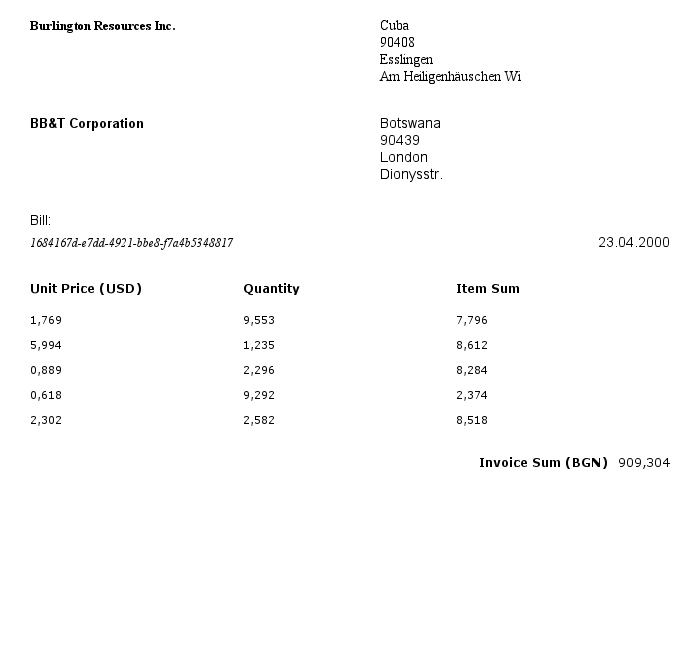 Burlington Resources Inc.
Cuba
90408
Esslingen
Am Heiligenhäuschen Wi
BB&T Corporation
Botswana
90439
London
Dionysstr.
Bill:
1684167d-e7dd-4921-bbe8-f7a4b5348817
23.04.2000
Unit Price (USD) Quantity Item Sum
1,769 9,553 7,796
5,994 1,235 8,612
0,889 2,296 8,284
0,618 9,292 2,374
2,302 2,582 8,518
Invoice Sum (BGN) 909,304